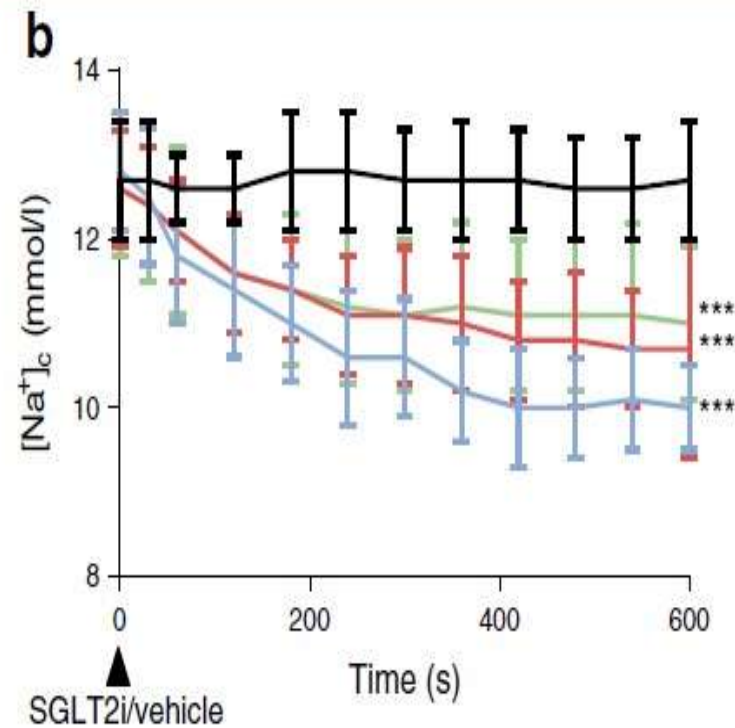 b
14
12
10
8
[Na⁺]c (mmol/l)
***
***
***
0 200 400 600
Time (s)
SGLT2i/vehicle